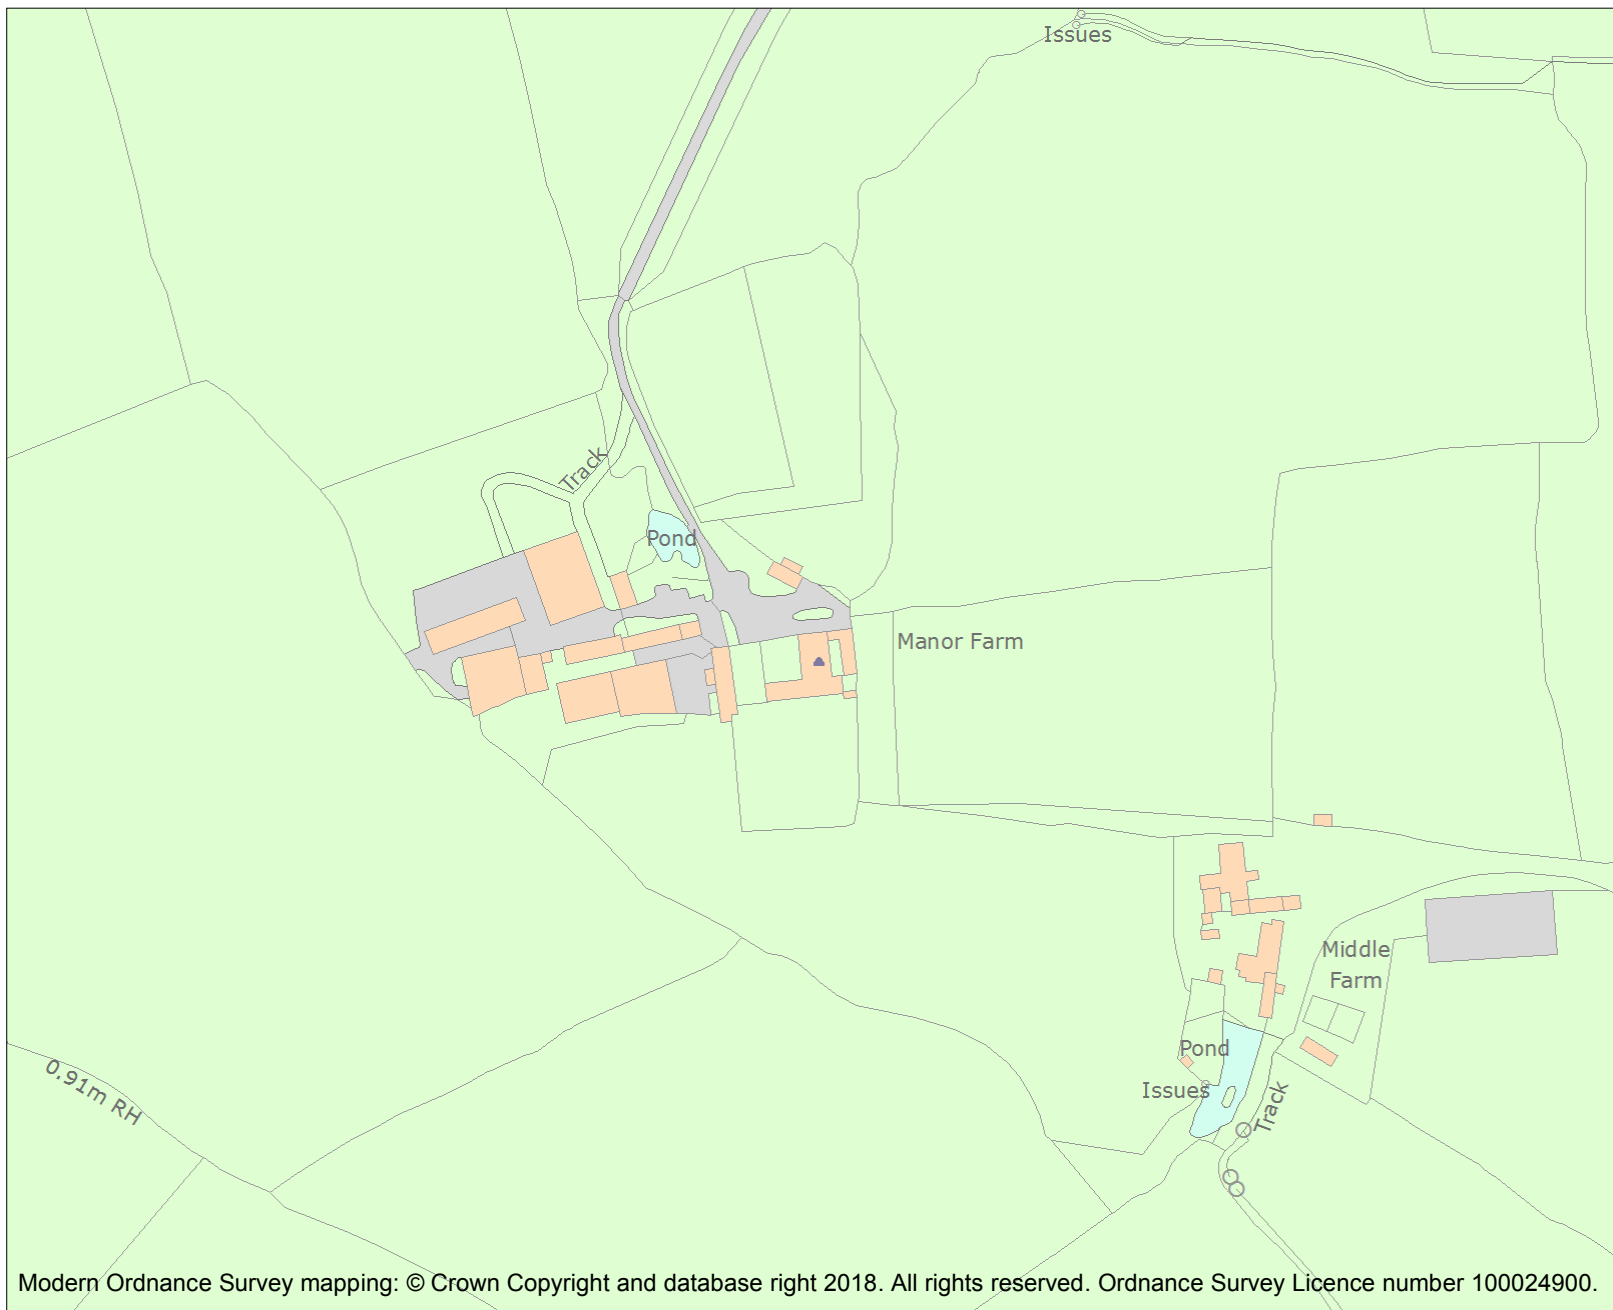 Issues
Track
Pond
Manor Farm
Middle
Farm
Pond
0.91m RH
Issues
Track
Modern Ordnance Survey mapping: © Crown Copyright and database right 2018. All rights reserved. Ordnance Survey Licence number 100024900.